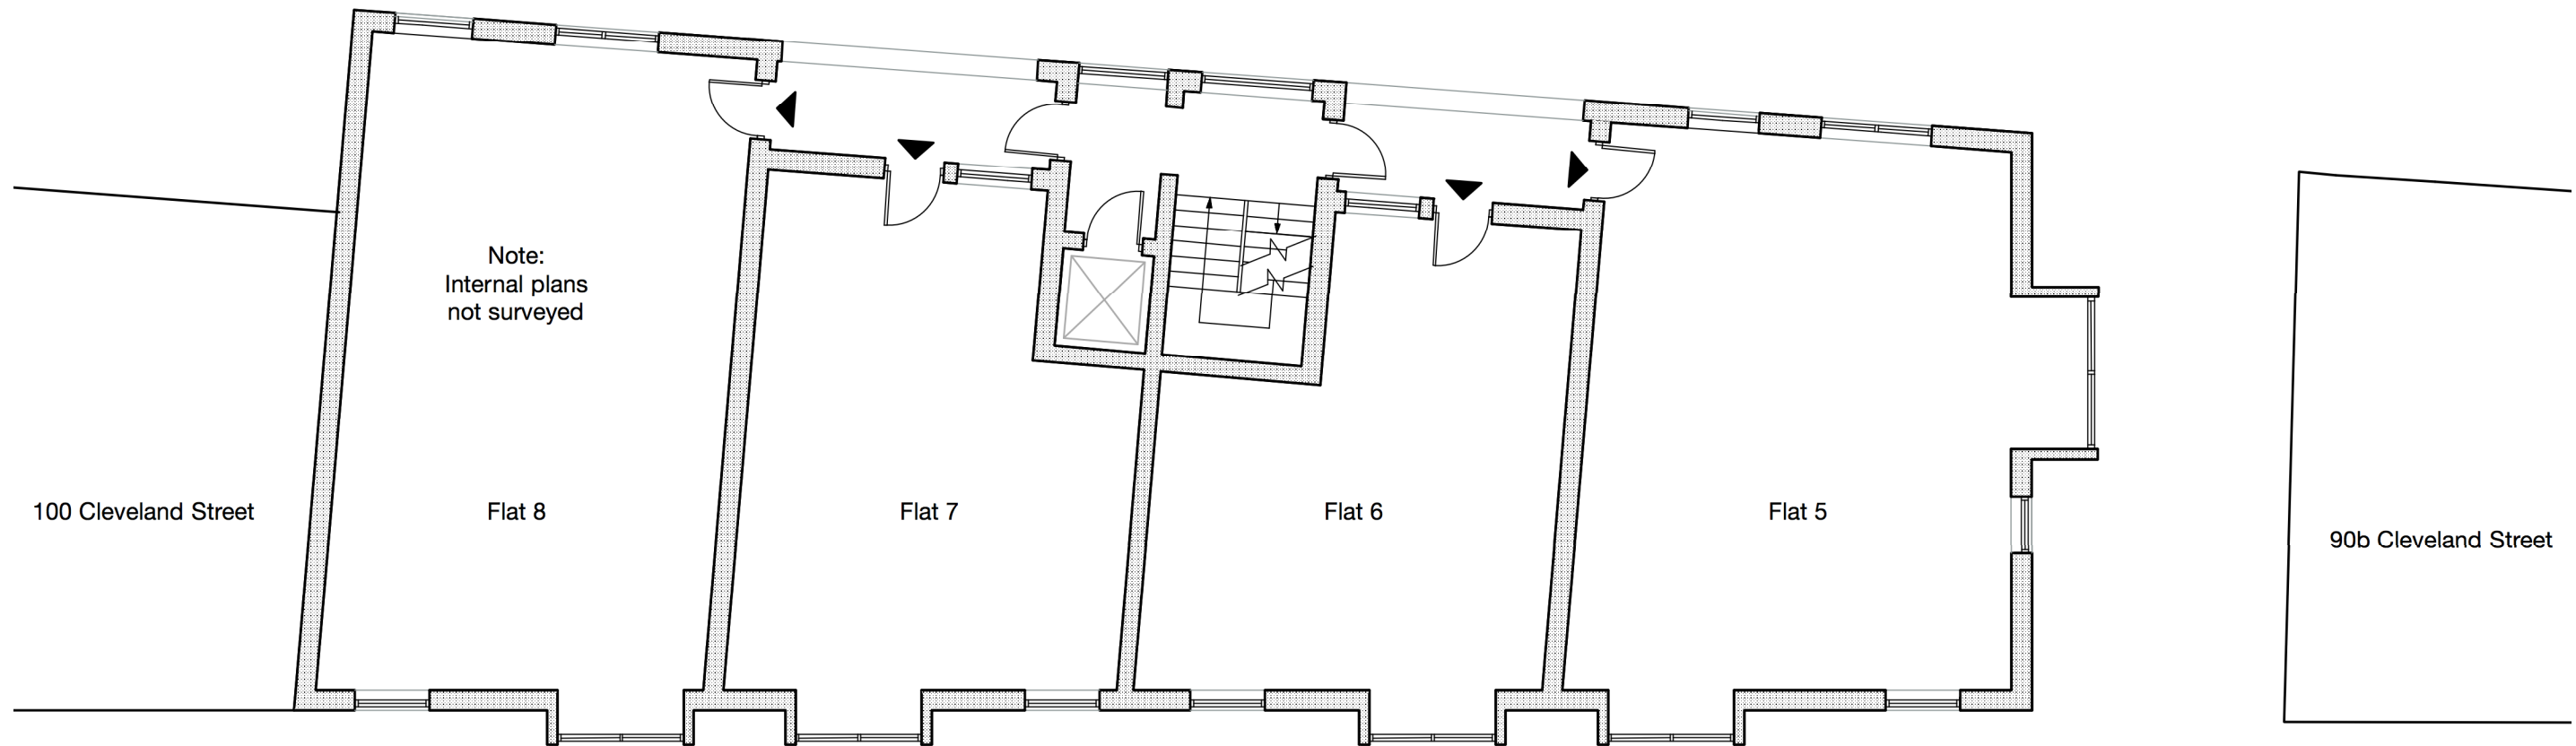 Note:
Internal plans
not surveyed
100 Cleveland Street
Flat 8
Flat 7
Flat 6
Flat 5
90b Cleveland Street